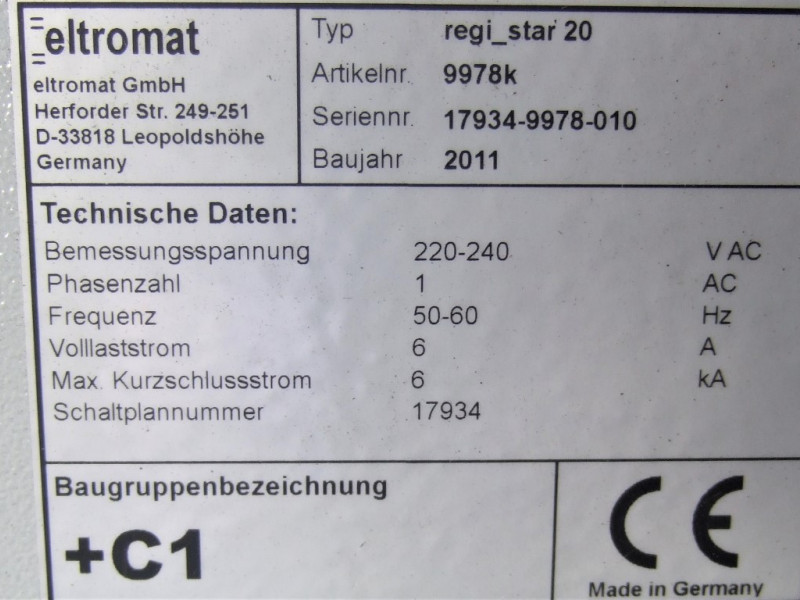 eltromat
eltromat GmbH
Herforder Str. 249-251
D-33818 Leopoldshöhe
Germany
Typ regi_star 20
Artikelnr. 9978k
Seriennr. 17934-9978-010
Baujahr 2011
Technische Daten:
Bemessungsspannung 220-240 V AC
Phasenzahl 1 AC
Frequenz 50-60 Hz
Volllaststrom 6 A
Max. Kurzschlussstrom 6 kA
Schaltplannummer 17934
Baugruppenbezeichnung
+C1
CE
Made in Germany